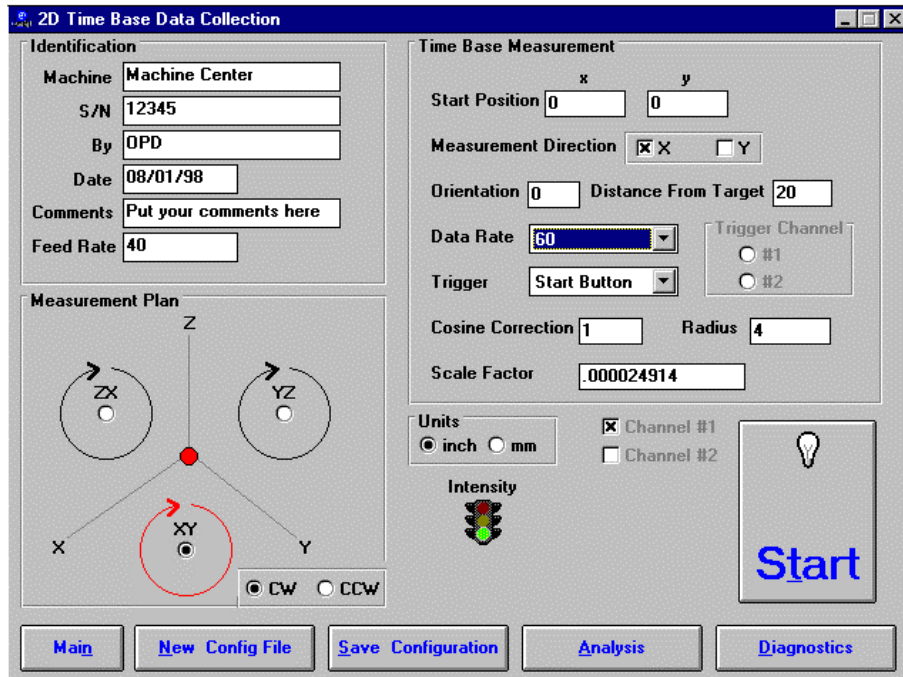 2D Time Base Data Collection
Identification
Machine Machine Center
S/N 12345
By OPD
Date 08/01/98
Comments Put your comments here
Feed Rate 40
Measurement Plan
Z
ZX YZ
X XY Y
CW CCW
Time Base Measurement
x y
Start Position 0 0
Measurement Direction X Y
Orientation 0 Distance From Target 20
Data Rate 60
Trigger Channel
#1
#2
Trigger Start Button
Cosine Correction 1 Radius 4
Scale Factor .000024914
Units
inch mm
Channel #1
Channel #2
Intensity
Start
Main New Config File Save Configuration Analysis Diagnostics